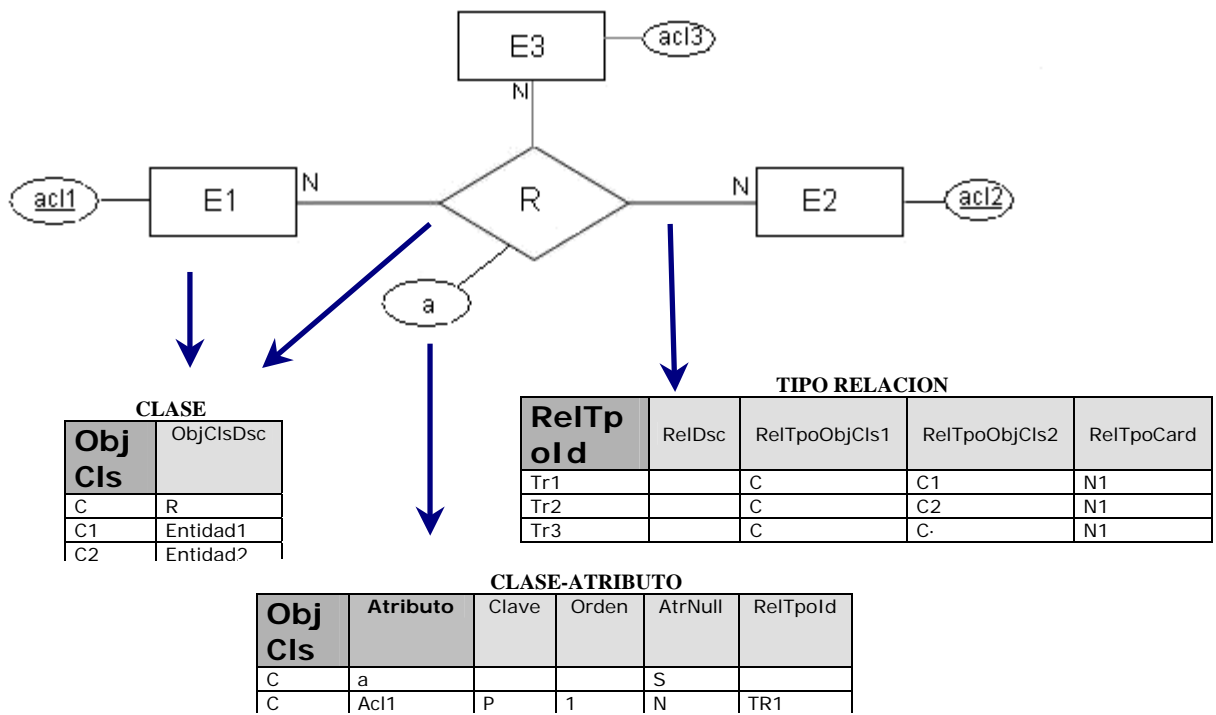 E3
acl3
N
acl1
E1
N
R
N
E2
acl2
a
CLASE
Obj Cls
ObjClsDsc
C
R
C1
Entidad1
C2
Entidad2
TIPO RELACION
RelTpoId
RelDsc
RelTpoObjCls1
RelTpoObjCls2
RelTpoCard
Tr1
C
C1
N1
Tr2
C
C2
N1
Tr3
C
C·
N1
CLASE-ATRIBUTO
Obj Cls
Atributo
Clave
Orden
AtrNull
RelTpoId
C
a
S
C
Acl1
P
1
N
TR1